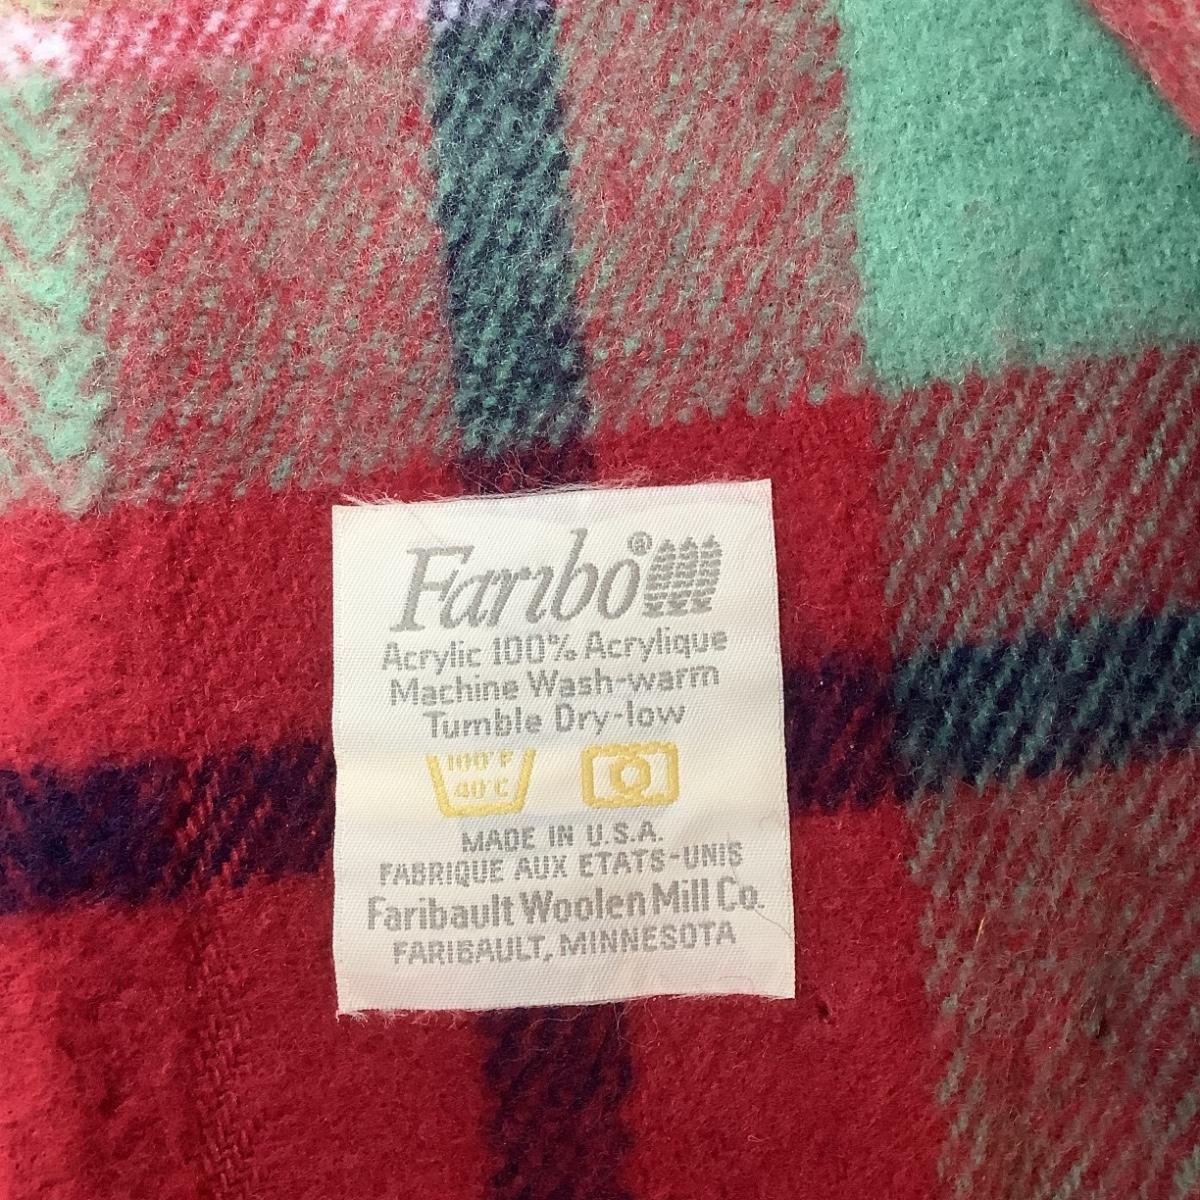 Faribo®
Acrylic 100% Acrylique
Machine Wash-warm
Tumble Dry-low
100°F
40°C
MADE IN U.S.A.
FABRIQUE AUX ETATS-UNIS
Faribault Woolen Mill Co.
FARIBAULT, MINNESOTA